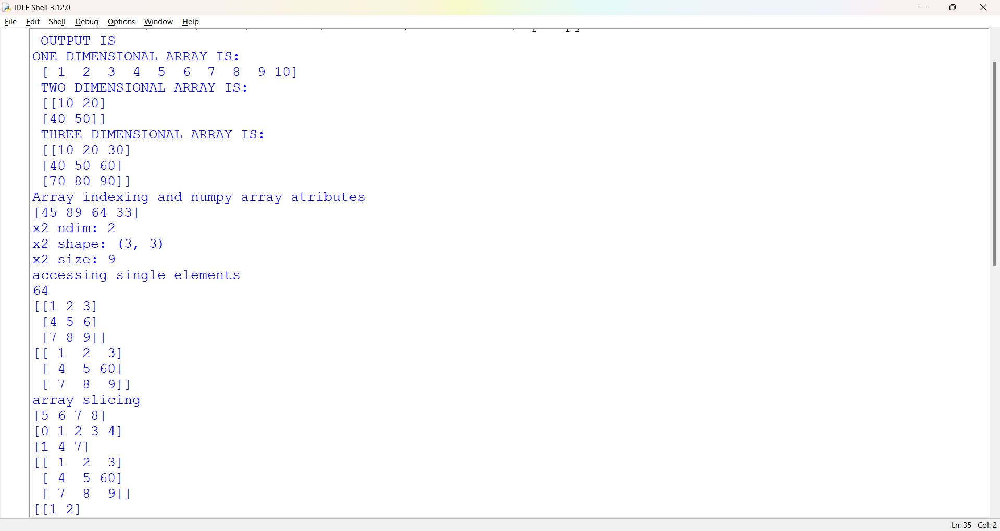 IDLE Shell 3.12.0
File Edit Shell Debug Options Window Help
OUTPUT IS
ONE DIMENSIONAL ARRAY IS:
[ 1  2  3  4  5  6  7  8  9 10]
TWO DIMENSIONAL ARRAY IS:
[[10 20]
[40 50]]
THREE DIMENSIONAL ARRAY IS:
[[10 20 30]
[40 50 60]
[70 80 90]]
Array indexing and numpy array atributes
[45 89 64 33]
x2 ndim: 2
x2 shape: (3, 3)
x2 size: 9
accessing single elements
64
[[1 2 3]
[4 5 6]
[7 8 9]]
[[ 1  2  3]
[ 4  5 60]
[ 7  8  9]]
array slicing
[5 6 7 8]
[0 1 2 3 4]
[1 4 7]
[[ 1  2  3]
[ 4  5 60]
[ 7  8  9]]
[[1 2]
Ln: 35 Col: 2